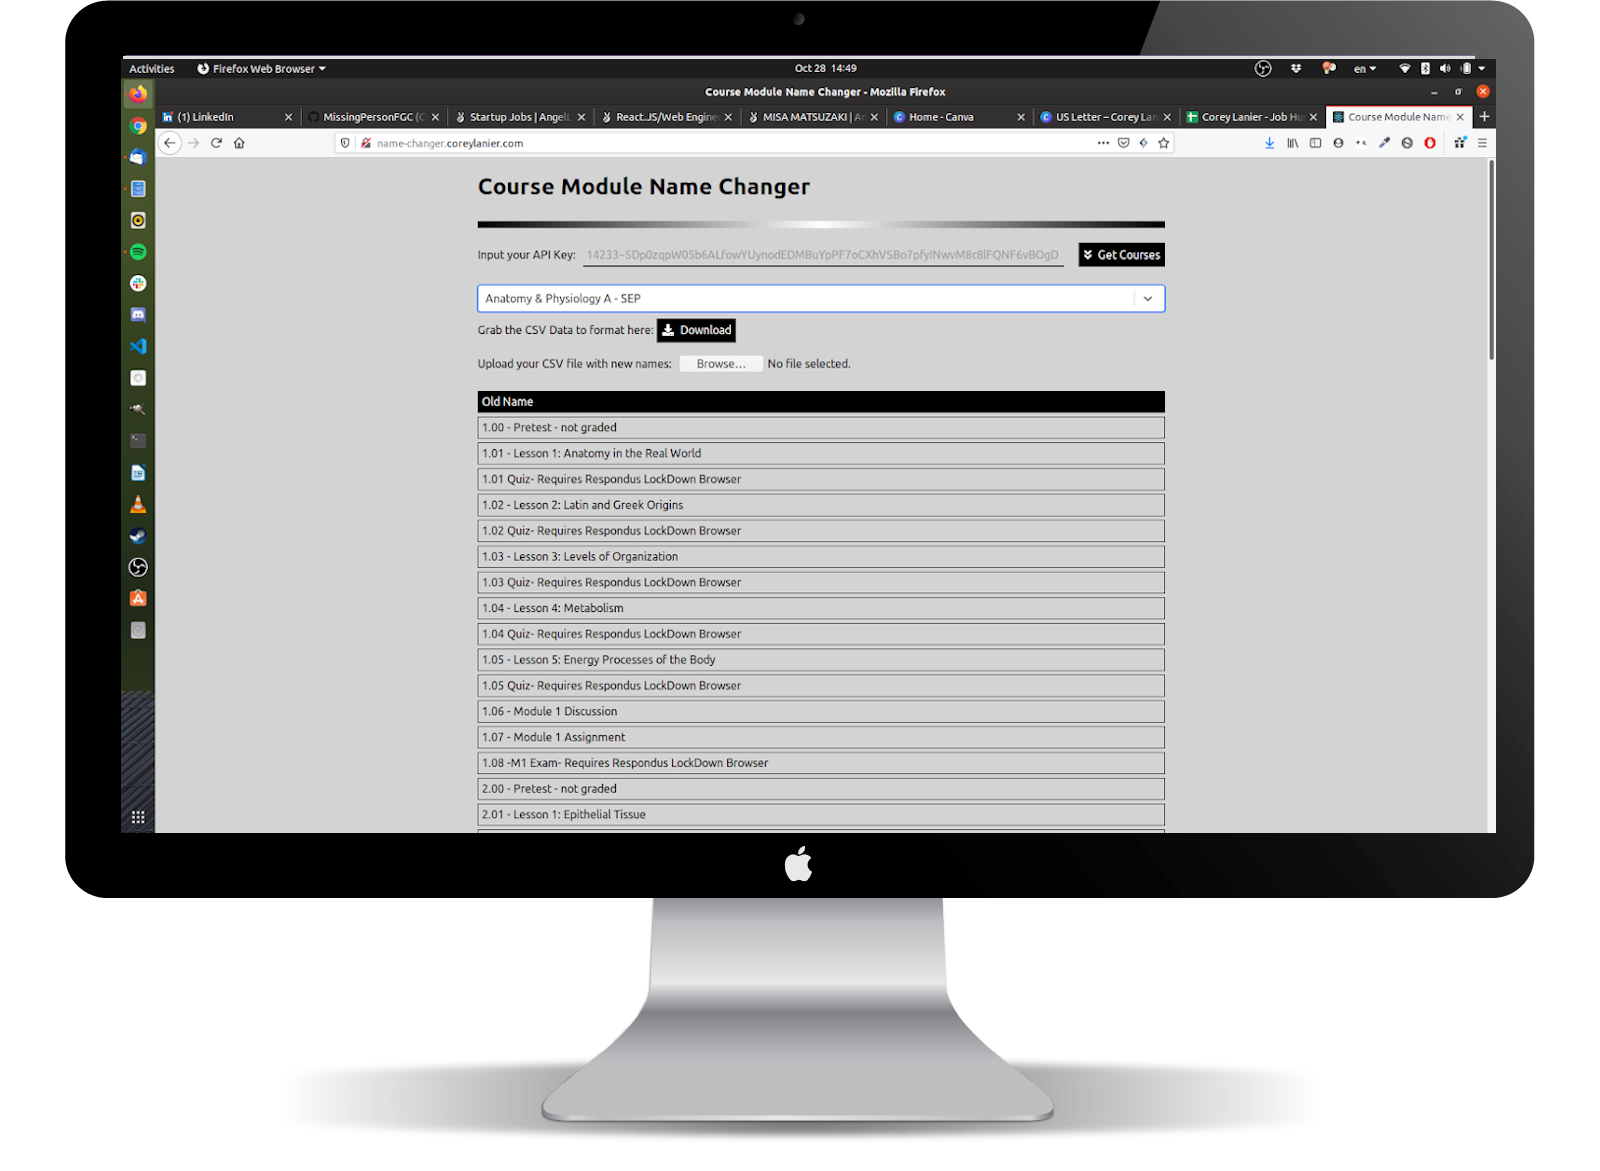 Activities Firefox Web Browser Oct 28 14:49 en
Course Module Name Changer - Mozilla Firefox
(1) LinkedIn MissingPersonFGC (C Startup Jobs | AngelL React.JS/Web Engine MISA MATSUZAKI | Ar Home - Canva US Letter – Corey Lan Corey Lanier - Job Hu Course Module Name
name-changer.coreylanier.com
Course Module Name Changer
Input your API Key: Get Courses
Anatomy & Physiology A - SEP
Grab the CSV Data to format here: Download
Upload your CSV file with new names: Browse... No file selected.
Old Name
1.00 - Pretest - not graded
1.01 - Lesson 1: Anatomy in the Real World
1.01 Quiz- Requires Respondus LockDown Browser
1.02 - Lesson 2: Latin and Greek Origins
1.02 Quiz- Requires Respondus LockDown Browser
1.03 - Lesson 3: Levels of Organization
1.03 Quiz- Requires Respondus LockDown Browser
1.04 - Lesson 4: Metabolism
1.04 Quiz- Requires Respondus LockDown Browser
1.05 - Lesson 5: Energy Processes of the Body
1.05 Quiz- Requires Respondus LockDown Browser
1.06 - Module 1 Discussion
1.07 - Module 1 Assignment
1.08 -M1 Exam- Requires Respondus LockDown Browser
2.00 - Pretest - not graded
2.01 - Lesson 1: Epithelial Tissue